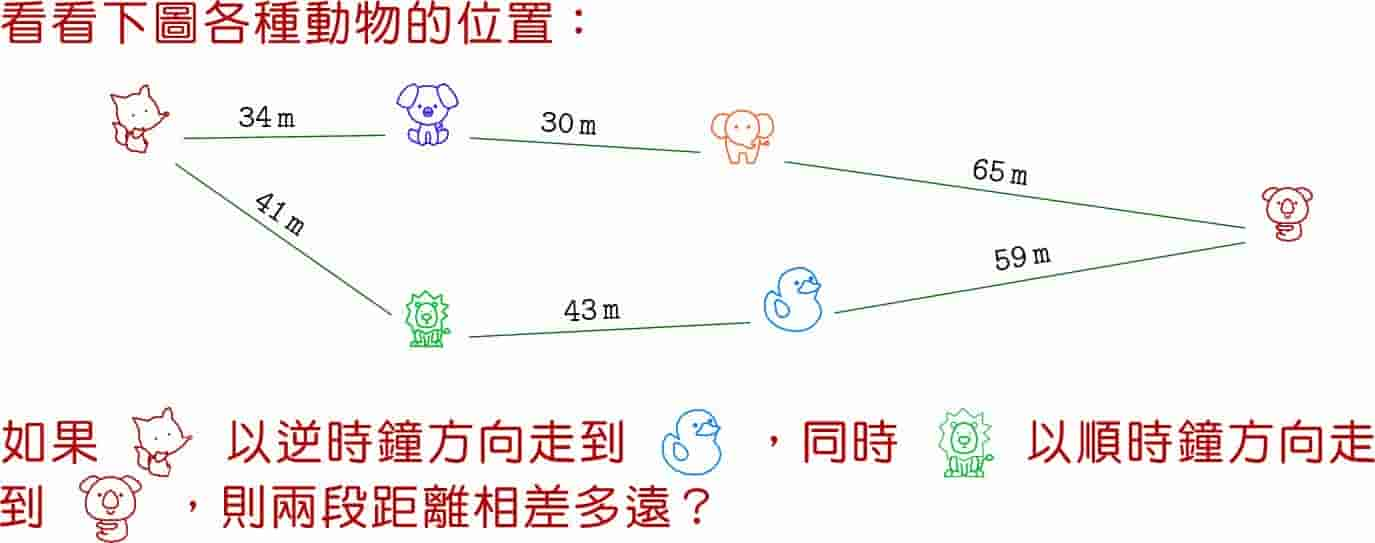 看看下圖各種動物的位置：
34 m
30 m
65 m
41 m
59 m
43 m
如果 以逆時鐘方向走到 ，同時 以順時鐘方向走
到 ，則兩段距離相差多遠？